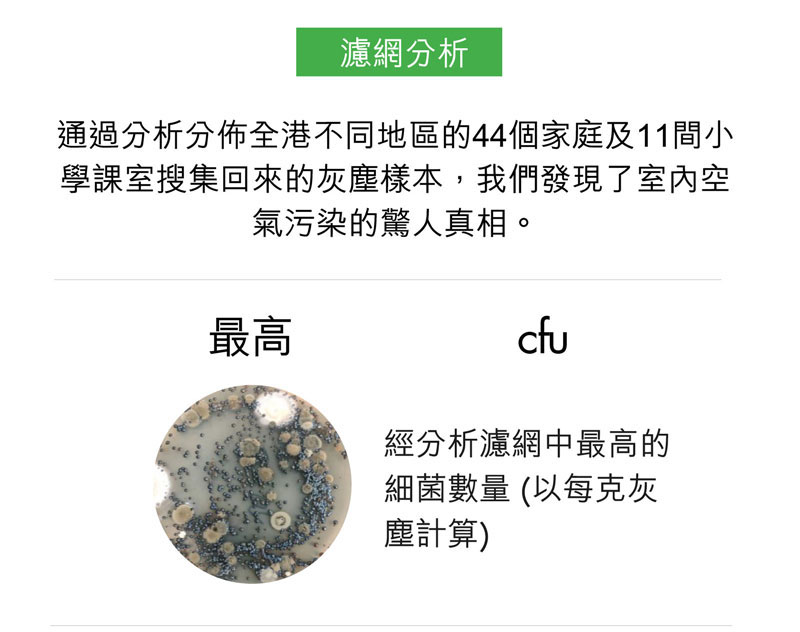 濾網分析
通過分析分佈全港不同地區的44個家庭及11間小
學課室搜集回來的灰塵樣本，我們發現了室內空
氣污染的驚人真相。
最高 cfu
經分析濾網中最高的
細菌數量 (以每克灰
塵計算)